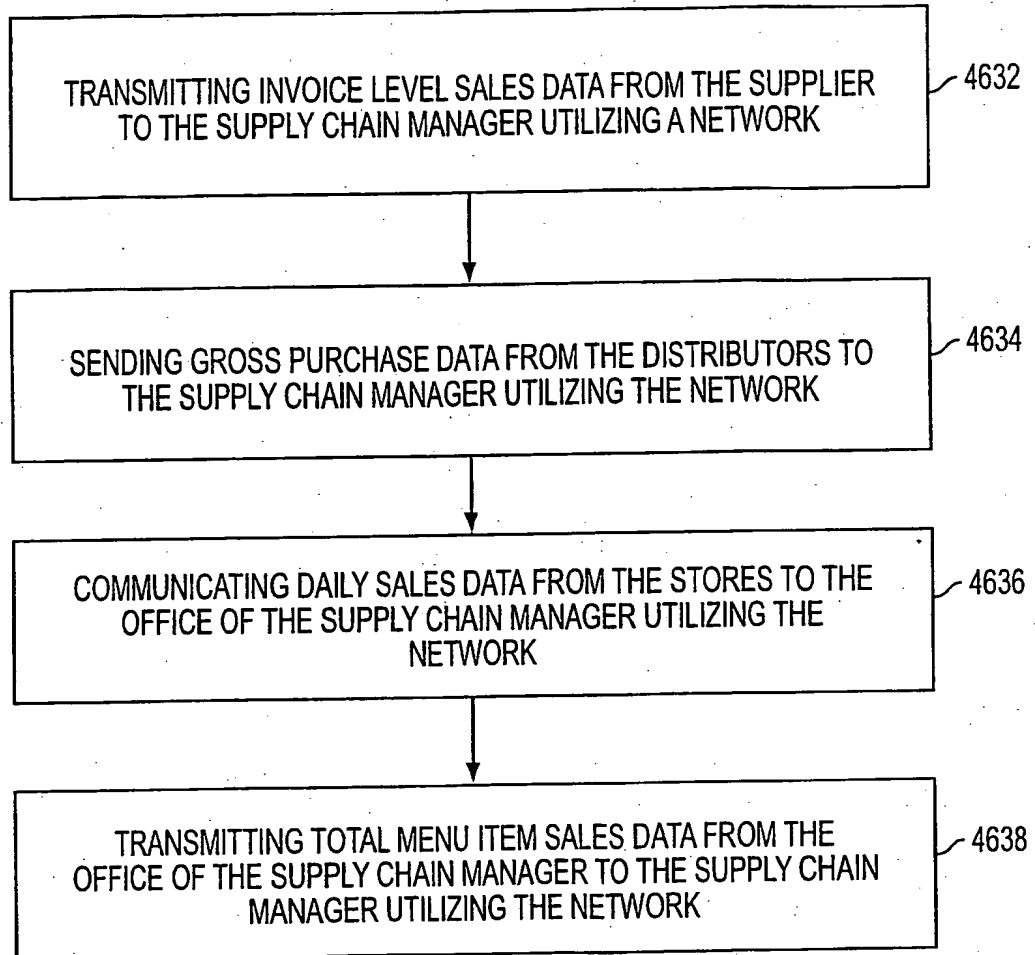 TRANSMITTING INVOICE LEVEL SALES DATA FROM THE SUPPLIER
TO THE SUPPLY CHAIN MANAGER UTILIZING A NETWORK
4632
SENDING GROSS PURCHASE DATA FROM THE DISTRIBUTORS TO
THE SUPPLY CHAIN MANAGER UTILIZING THE NETWORK
4634
COMMUNICATING DAILY SALES DATA FROM THE STORES TO THE
OFFICE OF THE SUPPLY CHAIN MANAGER UTILIZING THE
NETWORK
4636
TRANSMITTING TOTAL MENU ITEM SALES DATA FROM THE
OFFICE OF THE SUPPLY CHAIN MANAGER TO THE SUPPLY CHAIN
MANAGER UTILIZING THE NETWORK
4638